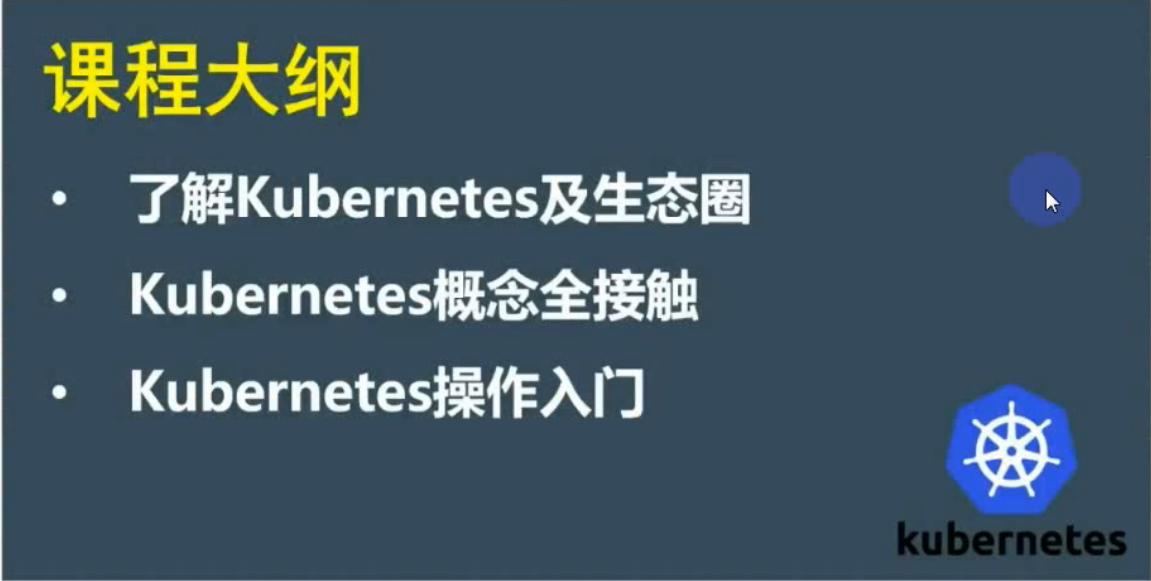 课程大纲
• 了解Kubernetes及生态圈
• Kubernetes概念全接触
• Kubernetes操作入门
kubernetes